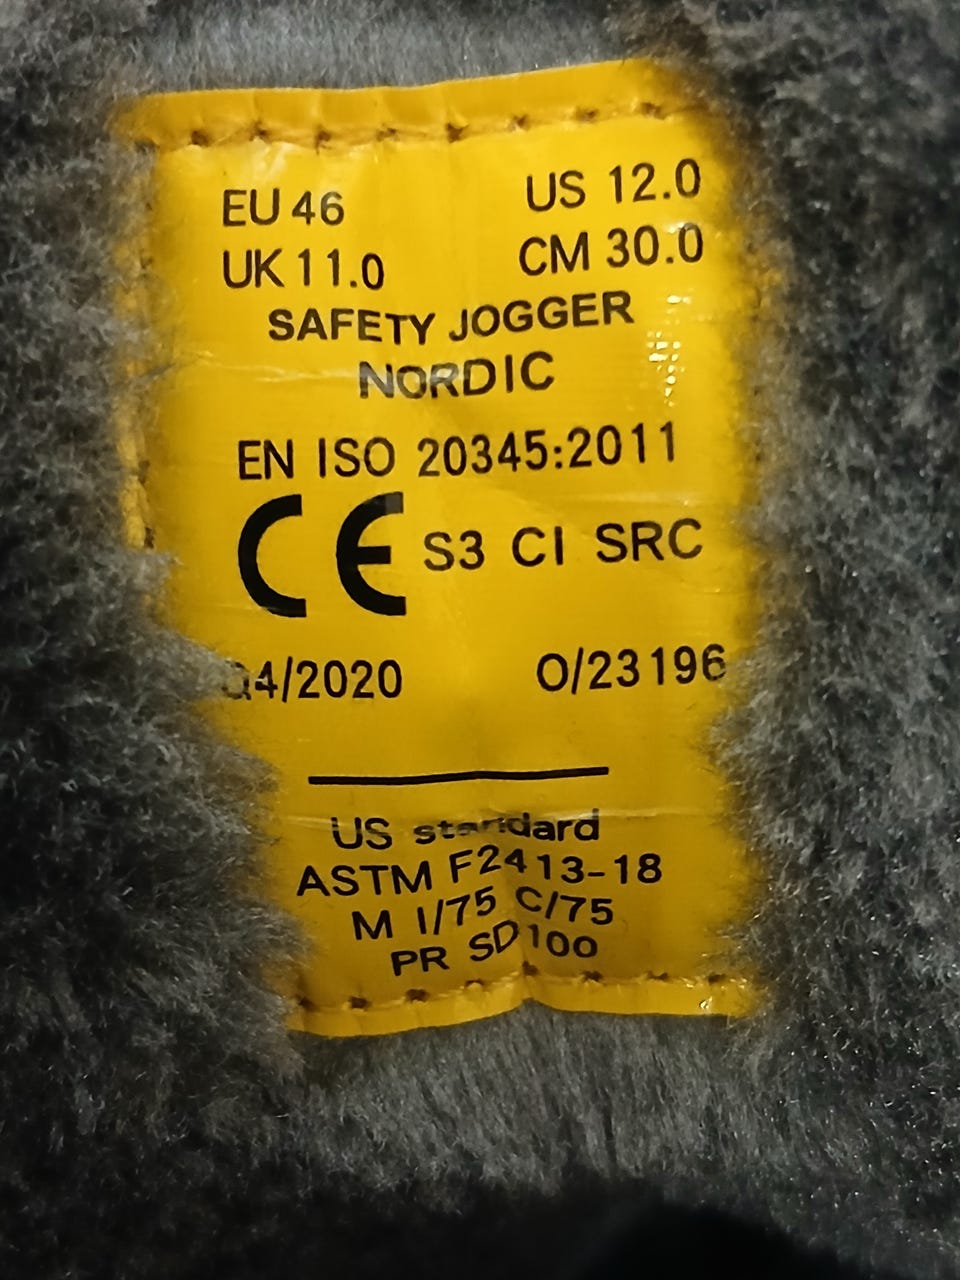 EU 46 US 12.0
UK 11.0 CM 30.0
SAFETY JOGGER
NORDIC
EN ISO 20345:2011
CE S3 CI SRC
Q4/2020 O/23196
US standard
ASTM F2413-18
M I/75 C/75
PR SD100